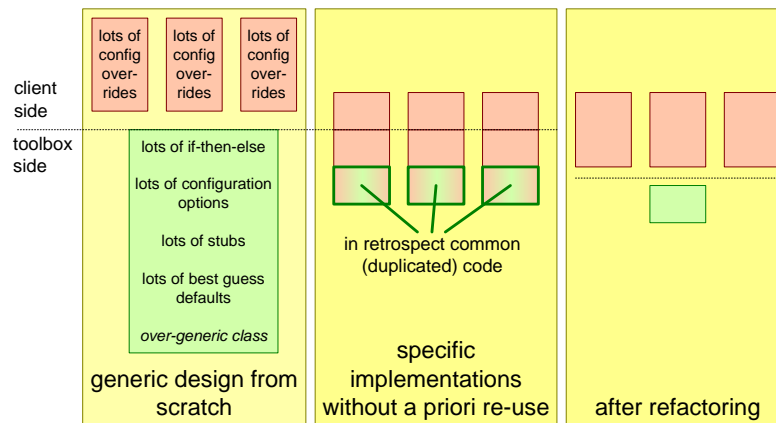 lots of
config
over-
rides
lots of
config
over-
rides
lots of
config
over-
rides
client
side
toolbox
side
lots of if-then-else
lots of configuration
options
lots of stubs
lots of best guess
defaults
over-generic class
generic design from
scratch
in retrospect common
(duplicated) code
specific
implementations
without a priori re-use
after refactoring